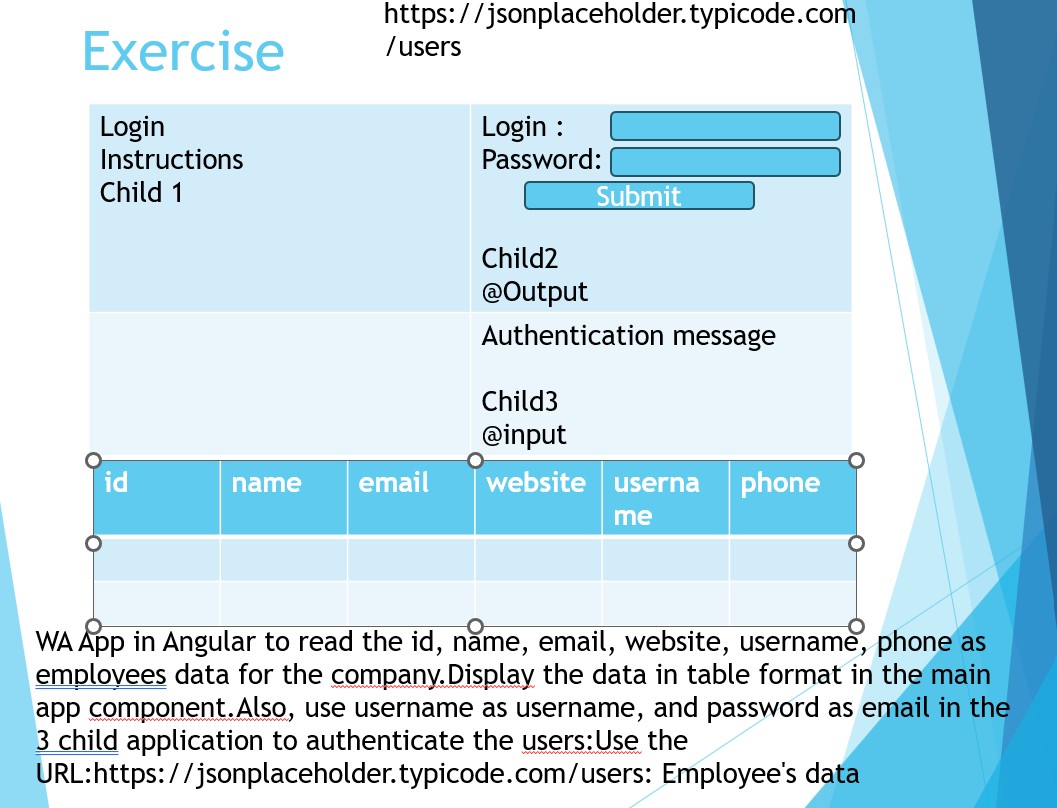 https://jsonplaceholder.typicode.com
/users
Exercise
Login
Instructions
Child 1
Login :
Password:
Submit
Child2
@Output
Authentication message
Child3
@input
id name email website userna
me phone
WA App in Angular to read the id, name, email, website, username, phone as
employees data for the company.Display the data in table format in the main
app component.Also, use username as username, and password as email in the
3 child application to authenticate the users:Use the
URL:https://jsonplaceholder.typicode.com/users: Employee's data